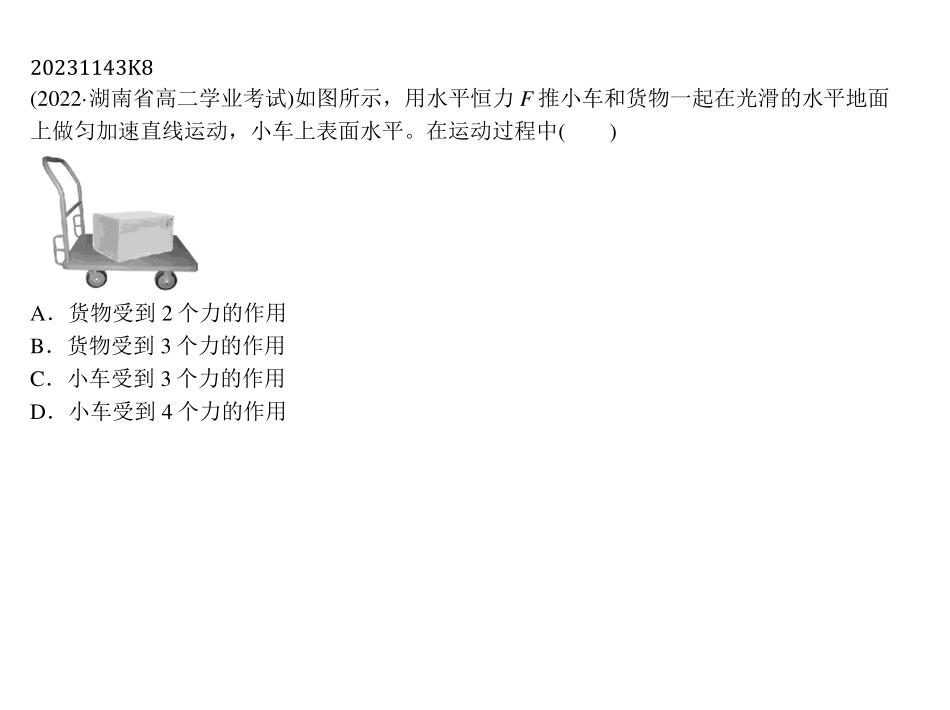 20231143K8
(2022·湖南省高二学业考试)如图所示，用水平恒力 F 推小车和货物一起在光滑的水平地面
上做匀加速直线运动，小车上表面水平。在运动过程中(　　)
A．货物受到 2 个力的作用
B．货物受到 3 个力的作用
C．小车受到 3 个力的作用
D．小车受到 4 个力的作用